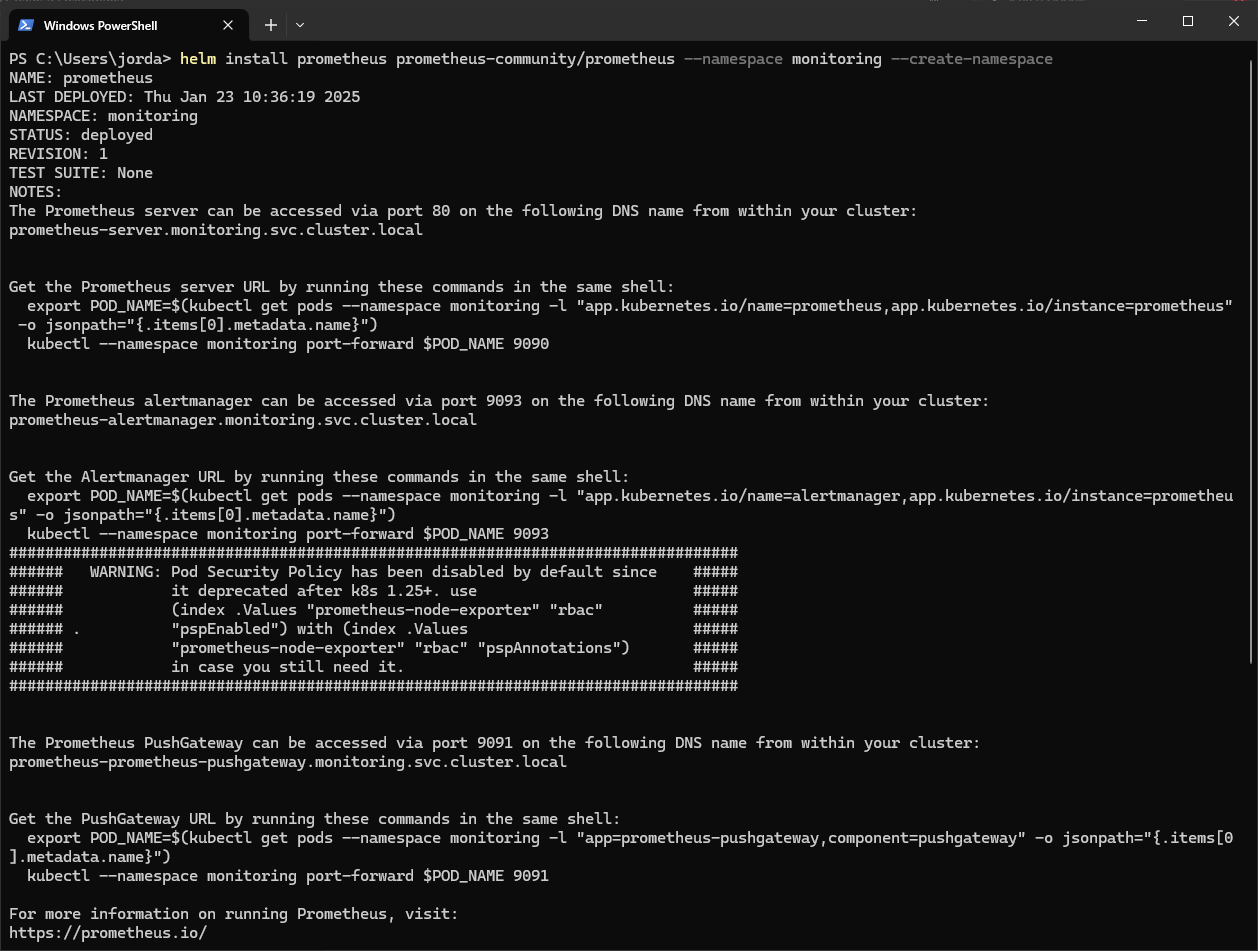 Windows PowerShell
PS C:\Users\jorda> helm install prometheus prometheus-community/prometheus --namespace monitoring --create-namespace
NAME: prometheus
LAST DEPLOYED: Thu Jan 23 10:36:19 2025
NAMESPACE: monitoring
STATUS: deployed
REVISION: 1
TEST SUITE: None
NOTES:
The Prometheus server can be accessed via port 80 on the following DNS name from within your cluster:
prometheus-server.monitoring.svc.cluster.local
Get the Prometheus server URL by running these commands in the same shell:
  export POD_NAME=$(kubectl get pods --namespace monitoring -l "app.kubernetes.io/name=prometheus,app.kubernetes.io/instance=prometheus"
 -o jsonpath="{.items[0].metadata.name}")
  kubectl --namespace monitoring port-forward $POD_NAME 9090
The Prometheus alertmanager can be accessed via port 9093 on the following DNS name from within your cluster:
prometheus-alertmanager.monitoring.svc.cluster.local
Get the Alertmanager URL by running these commands in the same shell:
  export POD_NAME=$(kubectl get pods --namespace monitoring -l "app.kubernetes.io/name=alertmanager,app.kubernetes.io/instance=prometheu
s" -o jsonpath="{.items[0].metadata.name}")
  kubectl --namespace monitoring port-forward $POD_NAME 9093
#################################################################################
######   WARNING: Pod Security Policy has been disabled by default since    #####
######            it deprecated after k8s 1.25+. use                        #####
######            (index .Values "prometheus-node-exporter" "rbac"          #####
###### .          "pspEnabled") with (index .Values                         #####
######            "prometheus-node-exporter" "rbac" "pspAnnotations")       #####
######            in case you still need it.                                #####
#################################################################################
The Prometheus PushGateway can be accessed via port 9091 on the following DNS name from within your cluster:
prometheus-prometheus-pushgateway.monitoring.svc.cluster.local
Get the PushGateway URL by running these commands in the same shell:
  export POD_NAME=$(kubectl get pods --namespace monitoring -l "app=prometheus-pushgateway,component=pushgateway" -o jsonpath="{.items[0
].metadata.name}")
  kubectl --namespace monitoring port-forward $POD_NAME 9091
For more information on running Prometheus, visit:
https://prometheus.io/